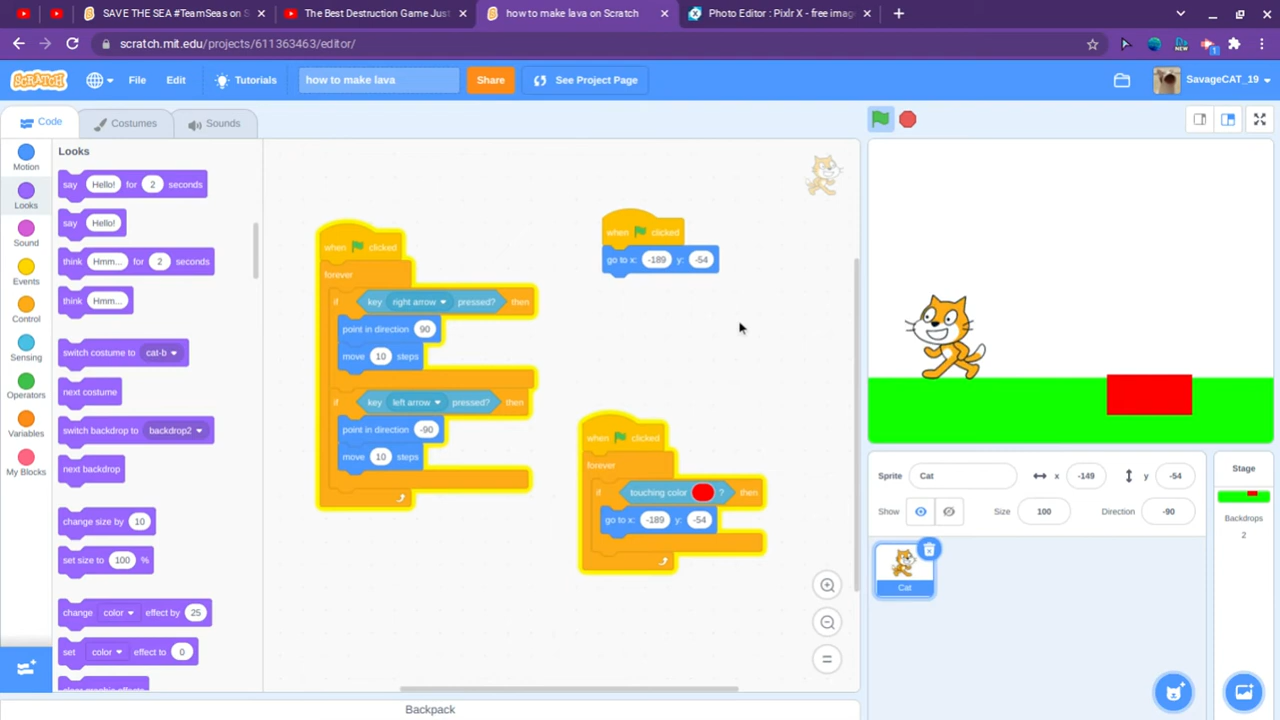 SAVE THE SEA #TeamSeas on S
The Best Destruction Game Just
how to make lava on Scratch
Photo Editor : Pixlr X - free imag
scratch.mit.edu/projects/611363463/editor/
SCRATCH
File
Edit
Tutorials
how to make lava
Share
See Project Page
SavageCAT_19
Code
Costumes
Sounds
Motion
Looks
Sound
Events
Control
Sensing
Operators
Variables
My Blocks
Looks
say Hello! for 2 seconds
say Hello!
think Hmm... for 2 seconds
think Hmm...
switch costume to cat-b
next costume
switch backdrop to backdrop2
next backdrop
change size by 10
set size to 100 %
change color effect by 25
set color effect to 0
clear graphic effects
when clicked
forever
if key right arrow pressed? then
point in direction 90
move 10 steps
if key left arrow pressed? then
point in direction -90
move 10 steps
when clicked
go to x: -189 y: -54
when clicked
forever
if touching color ? then
go to x: -189 y: -54
Backpack
Sprite Cat x -149 y -54
Show Size 100 Direction -90
Cat
Stage
Backdrops
2